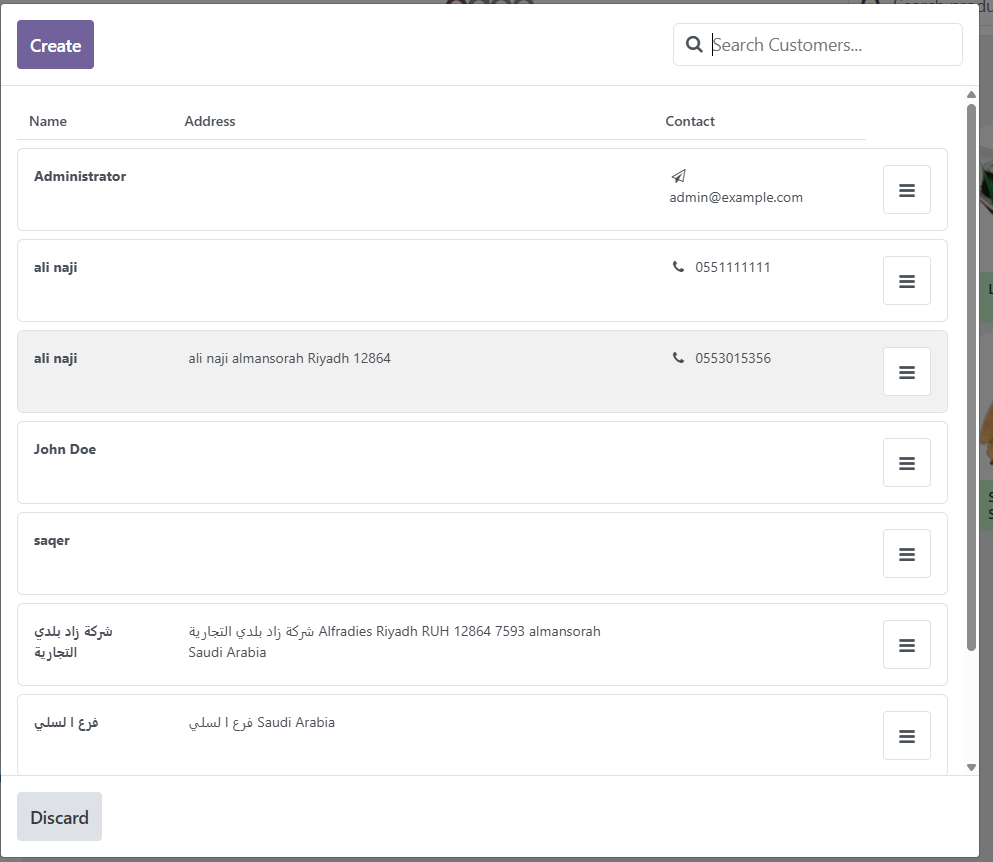 Create
Search Customers...
Name Address Contact
Administrator
admin@example.com
ali naji 0551111111
ali naji ali naji almansorah Riyadh 12864 0553015356
John Doe
saqer
شركة زاد بلدي التجارية
شركة زاد بلدي التجارية Alfradies Riyadh RUH 12864 7593 almansorah
Saudi Arabia
فرع ا لسلي فرع ا لسلي Saudi Arabia
Discard